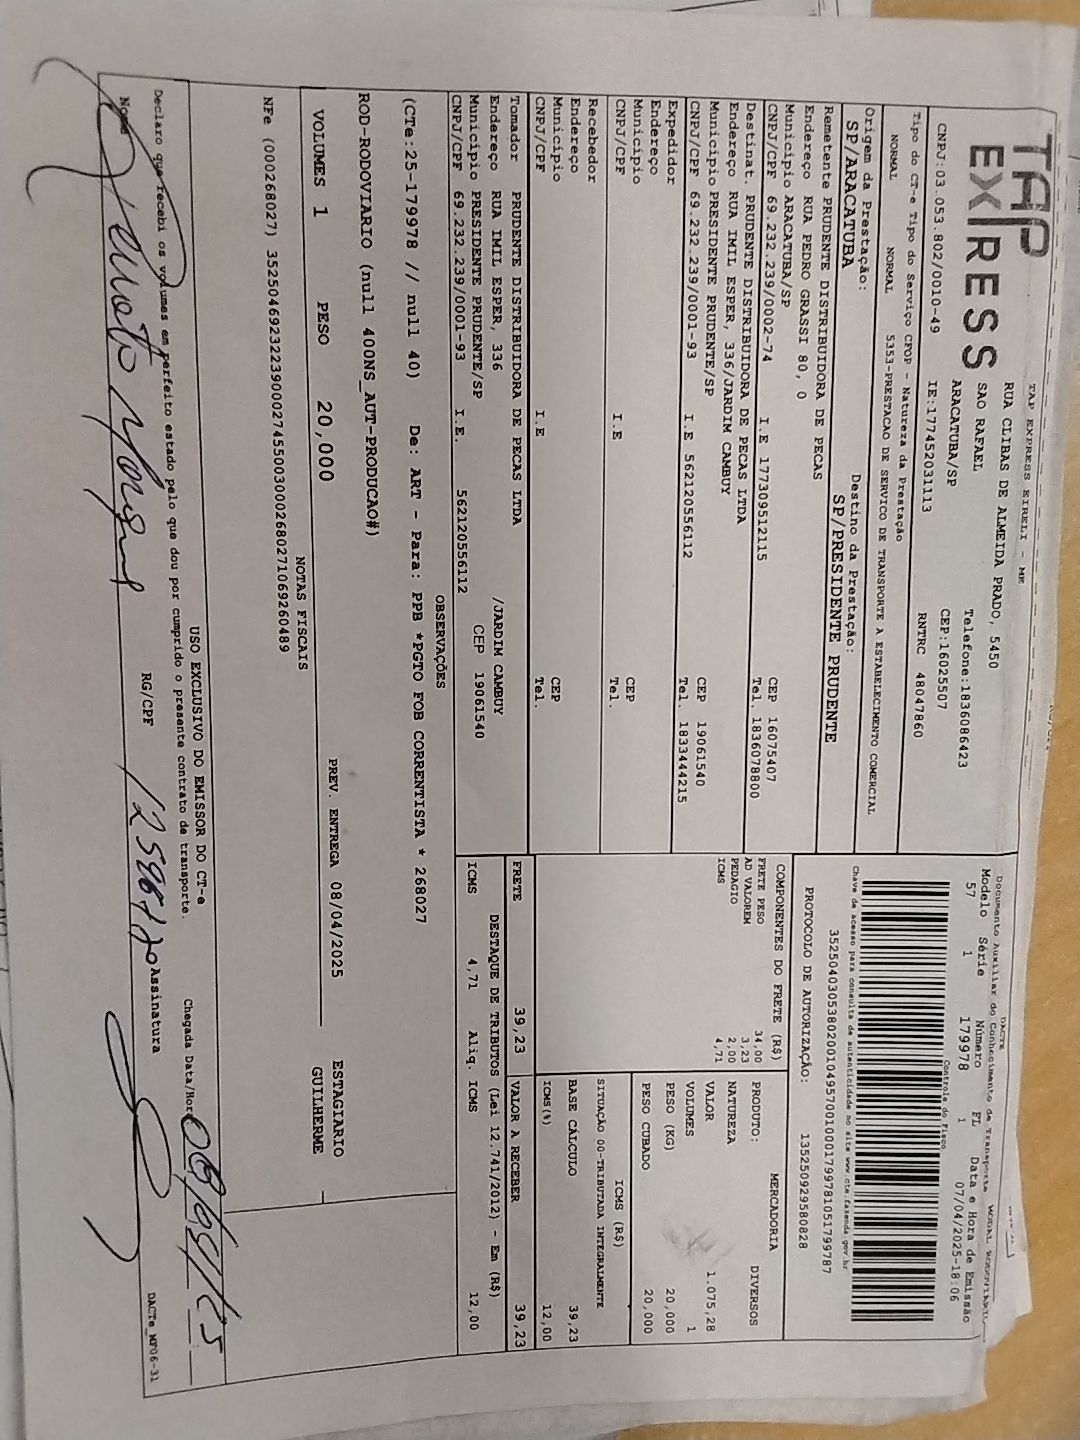 TAP
EXPRESS
TAP EXPRESS EIRELI - ME
RUA CLIBAS DE ALMEIDA PRADO, 5450
SAO RAFAEL Telefone:1836086423
ARACATUBA/SP CEP:16025507
CNPJ:03.053.802/0010-49 IE:177452031113 RNTRC 48047860
Tipo do CT-e Tipo do Serviço CFOP - Natureza da Prestação
NORMAL NORMAL 5353-PRESTACAO DE SERVICO DE TRANSPORTE A ESTABELECIMENTO COMERCIAL
Origem da Prestação: Destino da Prestação:
SP/ARACATUBA SP/PRESIDENTE PRUDENTE
Remetente PRUDENTE DISTRIBUIDORA DE PECAS
Endereço RUA PEDRO GRASSI 80, 0
Município ARACATUBA/SP CEP 16075407
CNPJ/CPF 69.232.239/0002-74 I.E 177309512115 Tel. 1836078800
Destinat. PRUDENTE DISTRIBUIDORA DE PECAS LTDA
Endereço RUA IMIL ESPER, 336/JARDIM CAMBUY
Município PRESIDENTE PRUDENTE/SP CEP 19061540
CNPJ/CPF 69.232.239/0001-93 I.E 562120556112 Tel. 1833444215
Expedidor
Endereço
Município CEP
CNPJ/CPF I.E Tel.
Recebedor
Endereço
Município CEP
CNPJ/CPF I.E Tel.
Tomador PRUDENTE DISTRIBUIDORA DE PECAS LTDA
Endereço RUA IMIL ESPER, 336 /JARDIM CAMBUY
Município PRESIDENTE PRUDENTE/SP CEP 19061540
CNPJ/CPF 69.232.239/0001-93 I.E. 562120556112
DACTE
Documento Auxiliar do Conhecimento de Transporte MODAL RODOVIARIO
Modelo Série Número FL Data e Hora de Emissão
57 1 179978 1 07/04/2025-18:06
Controle do Fisco
Chave de acesso para consulta de autenticidade no site www.cte.fazenda.gov.br
35250403053802001049570010001799781051799787
PROTOCOLO DE AUTORIZAÇÃO: 135250929580828
COMPONENTES DO FRETE (R$)
FRETE PESO 34,00
AD VALOREM 3,23
PEDAGIO 2,00
ICMS 4,71
MERCADORIA
PRODUTO: DIVERSOS
NATUREZA
VALOR 1.075,28
VOLUMES 1
PESO (KG) 20,000
PESO CUBADO 20,000
ICMS (R$)
SITUAÇÃO 00-TRIBUTADA INTEGRALMENTE
BASE CÁLCULO 39,23
ICMS(%) 12,00
FRETE 39,23 VALOR A RECEBER 39,23
DESTAQUE DE TRIBUTOS (Lei 12.741/2012) - Em (R$)
ICMS 4,71 Aliq. ICMS 12,00
OBSERVAÇÕES
(CTe:25-179978 // null 40) De: ART - Para: PPB *PGTO FOB CORRENTISTA * 268027
ROD-RODOVIARIO (null 400NS_AUT-PRODUCAO#)
VOLUMES 1 PESO 20,000 PREV. ENTREGA 08/04/2025 ESTAGIARIO
GUILHERME
NOTAS FISCAIS
NFe (000268027) 35250469232239000274550030002680271069260489
USO EXCLUSIVO DO EMISSOR DO CT-e
Declaro que recebi os volumes em perfeito estado pelo que dou por cumprido o presente contrato de transporte. Chegada Data/Hora
Nome RG/CPF Assinatura
DACTe_MT06-31